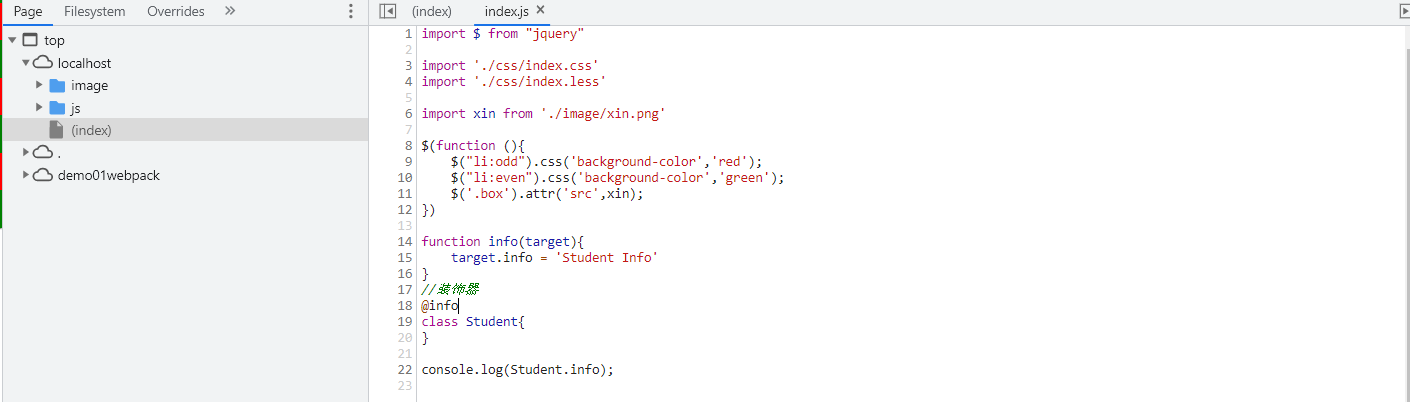 Page Filesystem Overrides »
top
localhost
image
js
(index)
.
demo01webpack
(index) index.js ×
1 import $ from "jquery"
2
3 import './css/index.css'
4 import './css/index.less'
5
6 import xin from './image/xin.png'
7
8 $(function (){
9 $("li:odd").css('background-color','red');
10 $("li:even").css('background-color','green');
11 $('.box').attr('src',xin);
12 })
13
14 function info(target){
15 target.info = 'Student Info'
16 }
17 //装饰器
18 @info
19 class Student{
20 }
21
22 console.log(Student.info);
23